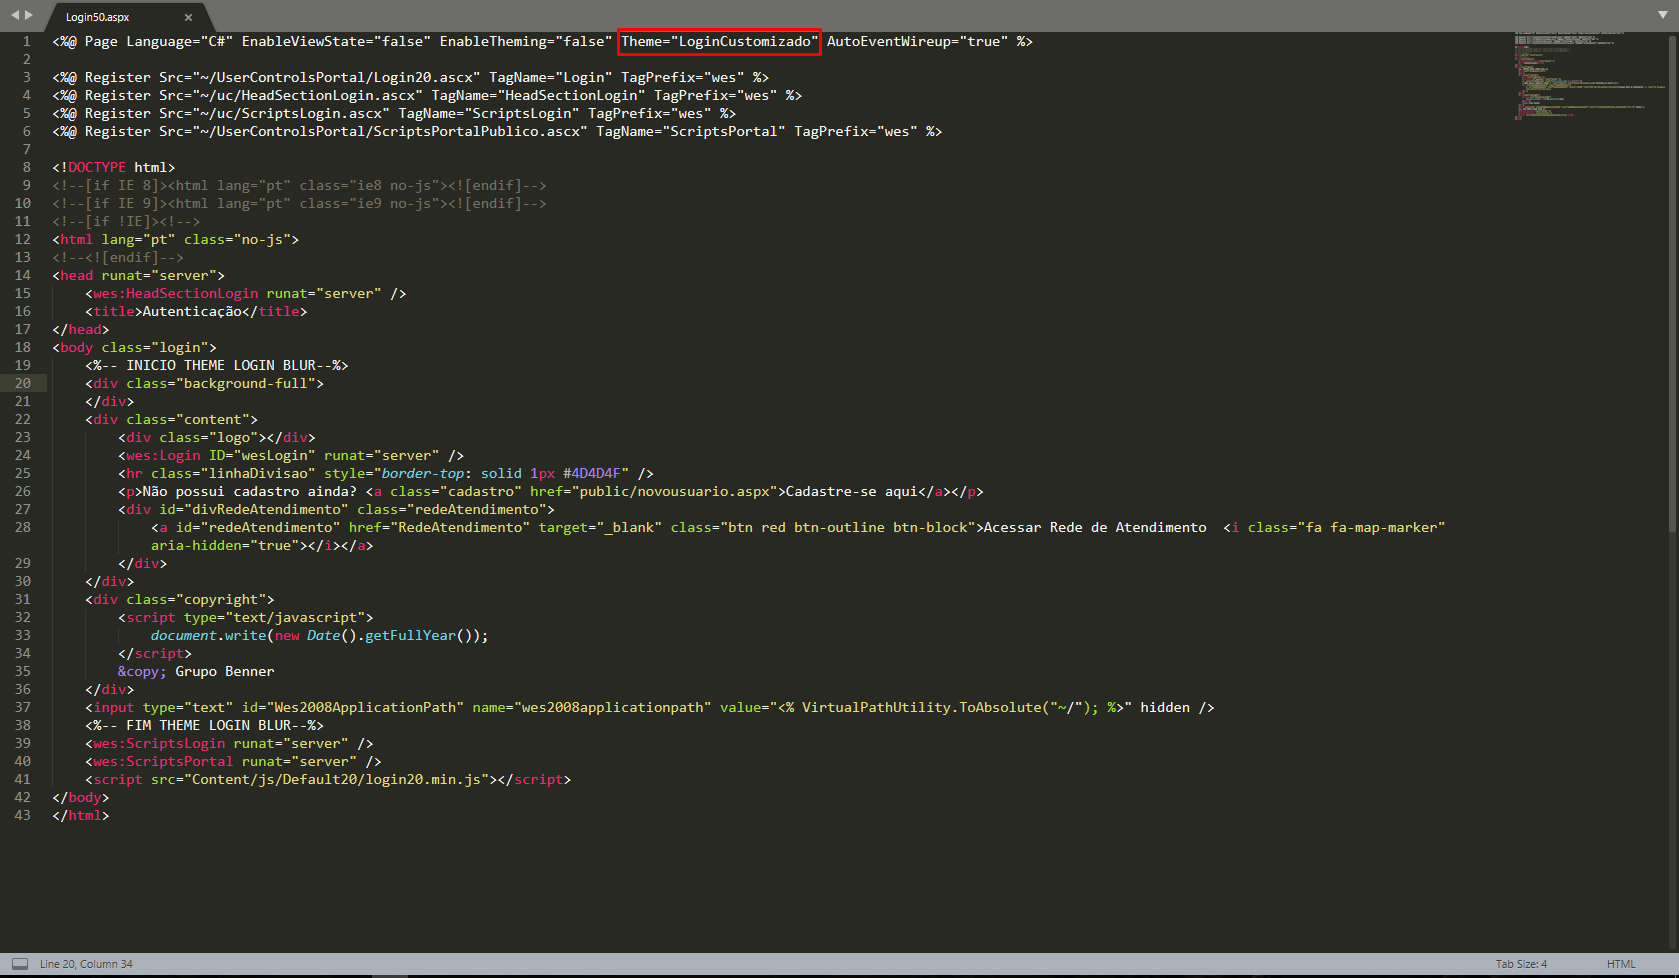 Login50.aspx ×
1 <%@ Page Language="C#" EnableViewState="false" EnableTheming="false" Theme="LoginCustomizado" AutoEventWireup="true" %>
2
3 <%@ Register Src="~/UserControlsPortal/Login20.ascx" TagName="Login" TagPrefix="wes" %>
4 <%@ Register Src="~/uc/HeadSectionLogin.ascx" TagName="HeadSectionLogin" TagPrefix="wes" %>
5 <%@ Register Src="~/uc/ScriptsLogin.ascx" TagName="ScriptsLogin" TagPrefix="wes" %>
6 <%@ Register Src="~/UserControlsPortal/ScriptsPortalPublico.ascx" TagName="ScriptsPortal" TagPrefix="wes" %>
7
8 <!DOCTYPE html>
9 <!--[if IE 8]><html lang="pt" class="ie8 no-js"><![endif]-->
10 <!--[if IE 9]><html lang="pt" class="ie9 no-js"><![endif]-->
11 <!--[if !IE]><!-->
12 <html lang="pt" class="no-js">
13 <!--<![endif]-->
14 <head runat="server">
15 <wes:HeadSectionLogin runat="server" />
16 <title>Autenticação</title>
17 </head>
18 <body class="login">
19 <%-- INICIO THEME LOGIN BLUR--%>
20 <div class="background-full">
21 </div>
22 <div class="content">
23 <div class="logo"></div>
24 <wes:Login ID="wesLogin" runat="server" />
25 <hr class="linhaDivisao" style="border-top: solid 1px #4D4D4F" />
26 <p>Não possui cadastro ainda? <a class="cadastro" href="public/novousuario.aspx">Cadastre-se aqui</a></p>
27 <div id="divRedeAtendimento" class="redeAtendimento">
28 <a id="redeAtendimento" href="RedeAtendimento" target="_blank" class="btn red btn-outline btn-block">Acessar Rede de Atendimento  <i class="fa fa-map-marker"
aria-hidden="true"></i></a>
29 </div>
30 </div>
31 <div class="copyright">
32 <script type="text/javascript">
33 document.write(new Date().getFullYear());
34 </script>
35 &copy; Grupo Benner
36 </div>
37 <input type="text" id="Wes2008ApplicationPath" name="wes2008applicationpath" value="<% VirtualPathUtility.ToAbsolute("~/"); %>" hidden />
38 <%-- FIM THEME LOGIN BLUR--%>
39 <wes:ScriptsLogin runat="server" />
40 <wes:ScriptsPortal runat="server" />
41 <script src="Content/js/Default20/login20.min.js"></script>
42 </body>
43 </html>
Line 20, Column 34 Tab Size: 4 HTML